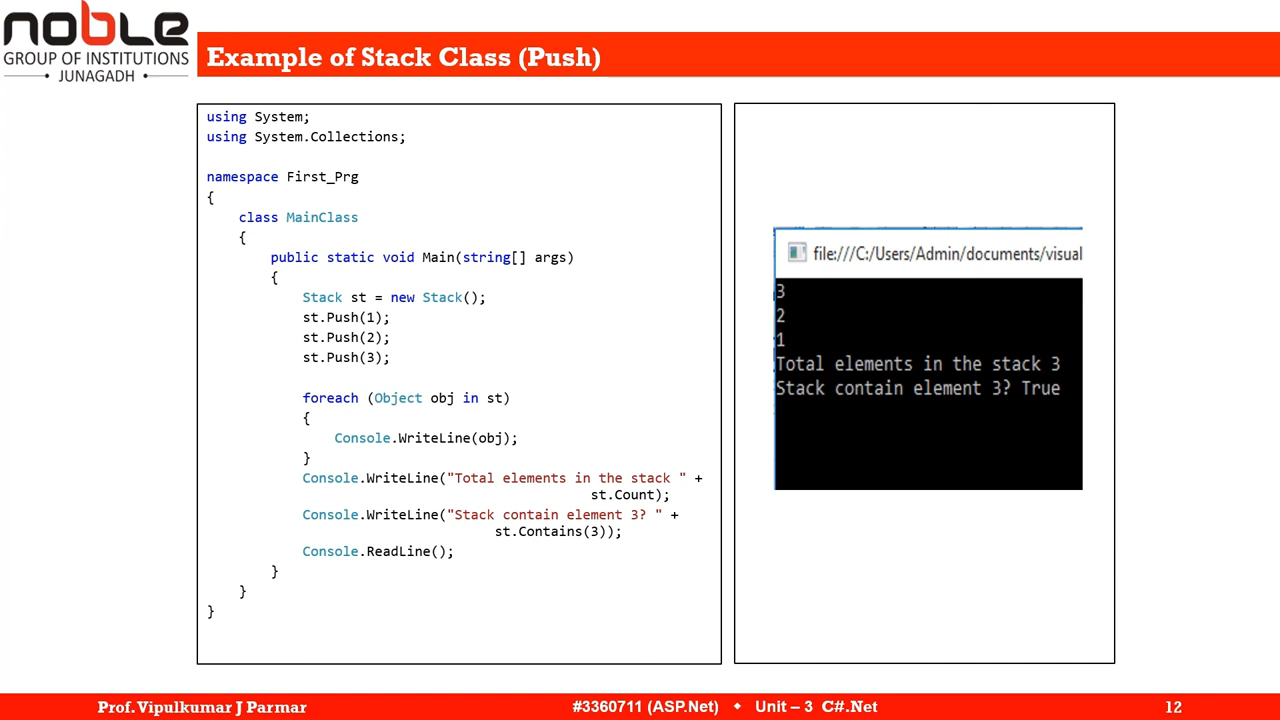 noble
GROUP OF INSTITUTIONS
JUNAGADH
Example of Stack Class (Push)
using System;
using System.Collections;
namespace First_Prg
{
class MainClass
{
public static void Main(string[] args)
{
Stack st = new Stack();
st.Push(1);
st.Push(2);
st.Push(3);
foreach (Object obj in st)
{
Console.WriteLine(obj);
}
Console.WriteLine("Total elements in the stack " +
st.Count);
Console.WriteLine("Stack contain element 3? " +
st.Contains(3));
Console.ReadLine();
}
}
}
file:///C:/Users/Admin/documents/visual
3
2
1
Total elements in the stack 3
Stack contain element 3? True
Prof. Vipulkumar J Parmar
#3360711 (ASP.Net) ♦ Unit – 3 C#.Net
12